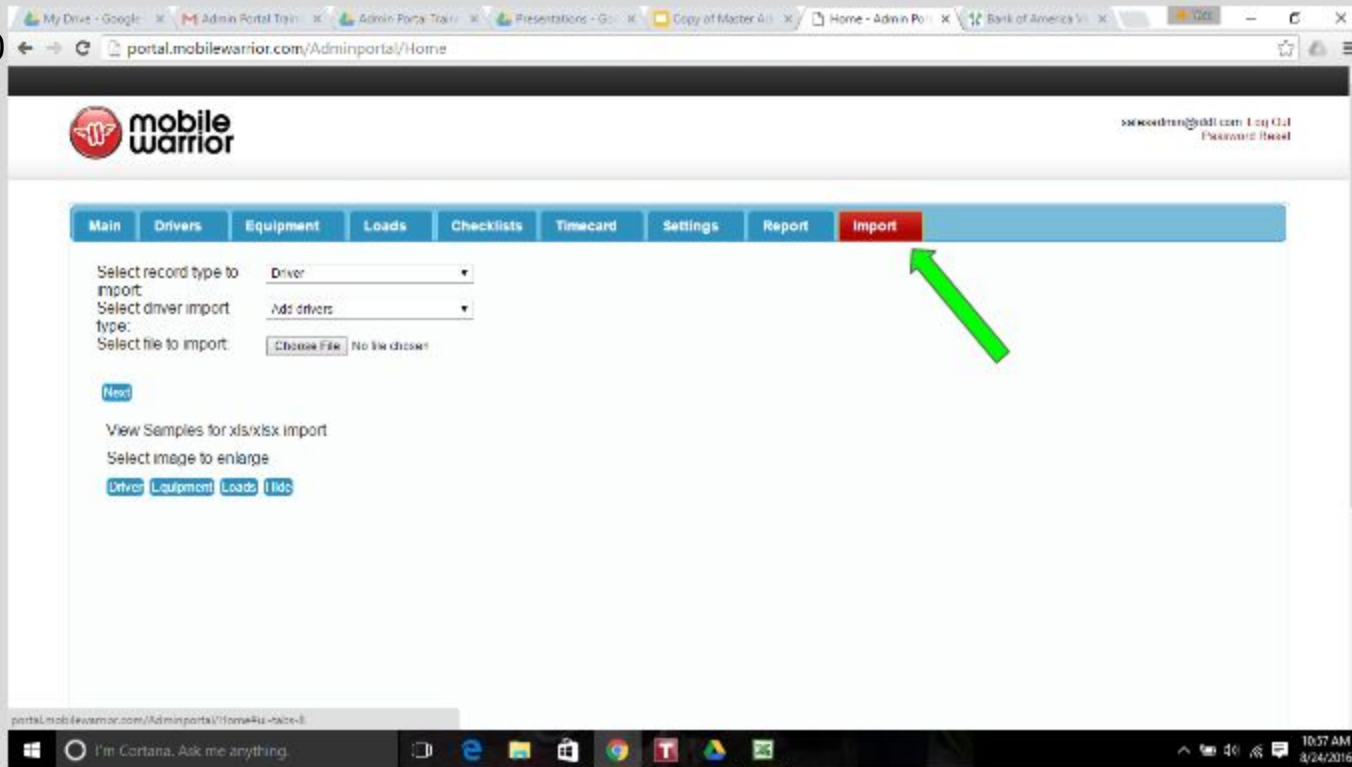 My Drive - Google
Admin Portal Train
Admin Portal Train
Presentations - Go
Copy of Master
Home - Admin Por
Bank of America
portal.mobilewarrior.com/Adminportal/Home
mobile
warrior
Log Out
Password Reset
Main Drivers Equipment Loads Checklists Timecard Settings Report Import
Select record type to
import:
Driver
Select driver import
type:
Add drivers
Select file to import:
Choose File No file chosen
Next
View Samples for xls/xlsx import
Select image to enlarge
Driver Equipment Loads Hide
I'm Cortana. Ask me anything.
10:57 AM
8/24/2016